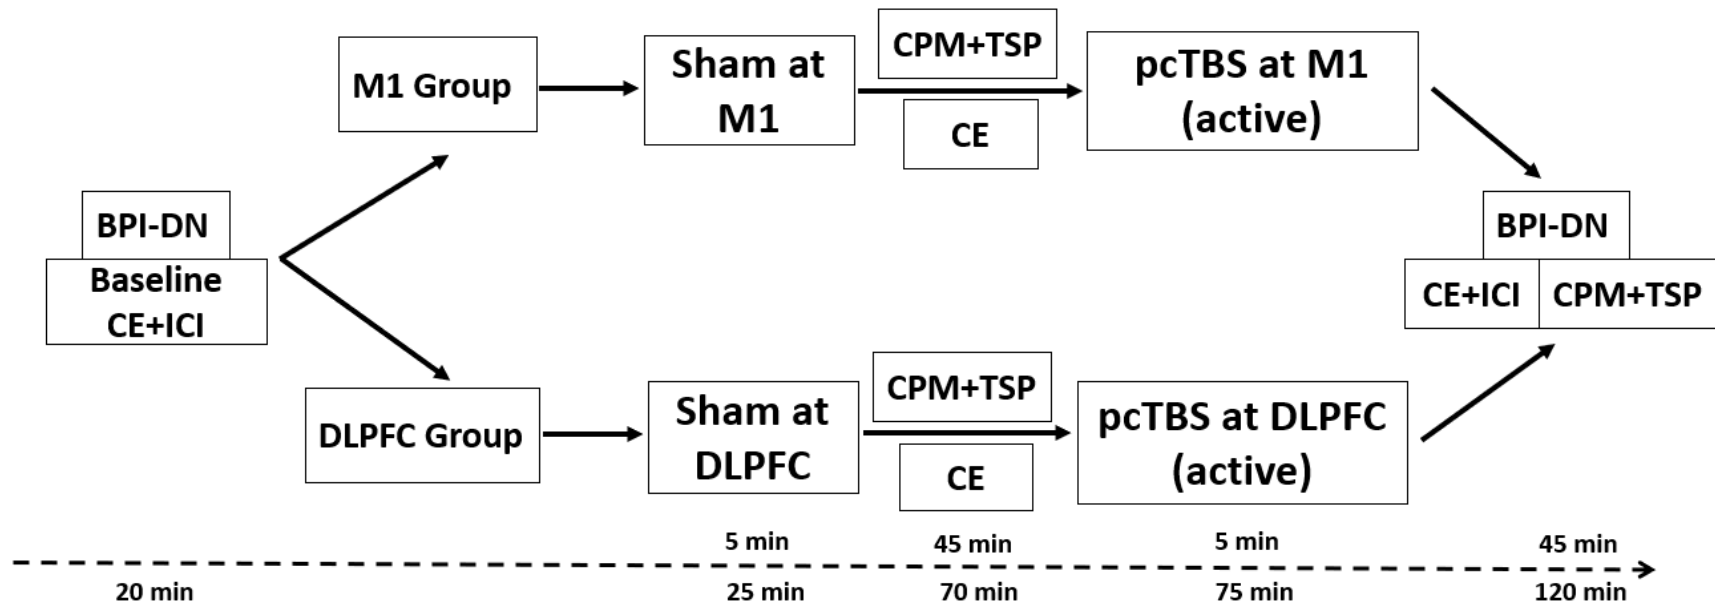 BPI-DN
Baseline
CE+ICI
M1 Group
Sham at
M1
CPM+TSP
CE
pcTBS at M1
(active)
DLPFC Group
Sham at
DLPFC
CPM+TSP
CE
pcTBS at DLPFC
(active)
BPI-DN
CE+ICI CPM+TSP
5 min 45 min 5 min 45 min
20 min 25 min 70 min 75 min 120 min